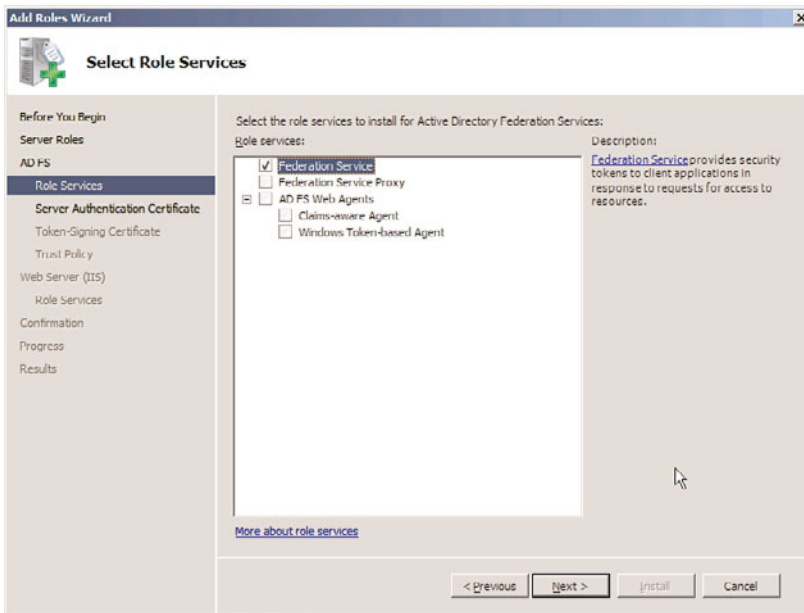 Add Roles Wizard
Select Role Services
Before You Begin
Server Roles
AD FS
Role Services
Server Authentication Certificate
Token-Signing Certificate
Trust Policy
Web Server (IIS)
Role Services
Confirmation
Progress
Results
Select the role services to install for Active Directory Federation Services:
Role services:
Federation Service
Federation Service Proxy
AD FS Web Agents
Claims-aware Agent
Windows Token-based Agent
More about role services
Description:
Federation Service provides security
tokens to client applications in
response to requests for access to
resources.
< Previous
Next >
Install
Cancel